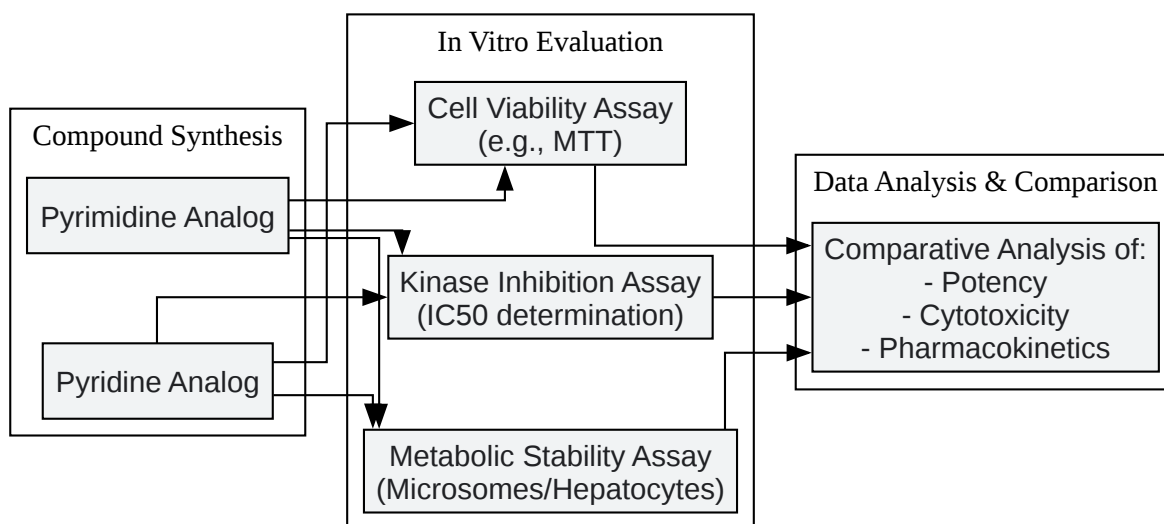 Compound Synthesis
Pyrimidine Analog
Pyridine Analog
In Vitro Evaluation
Cell Viability Assay
(e.g., MTT)
Kinase Inhibition Assay
(IC50 determination)
Metabolic Stability Assay
(Microsomes/Hepatocytes)
Data Analysis & Comparison
Comparative Analysis of:
- Potency
- Cytotoxicity
- Pharmacokinetics